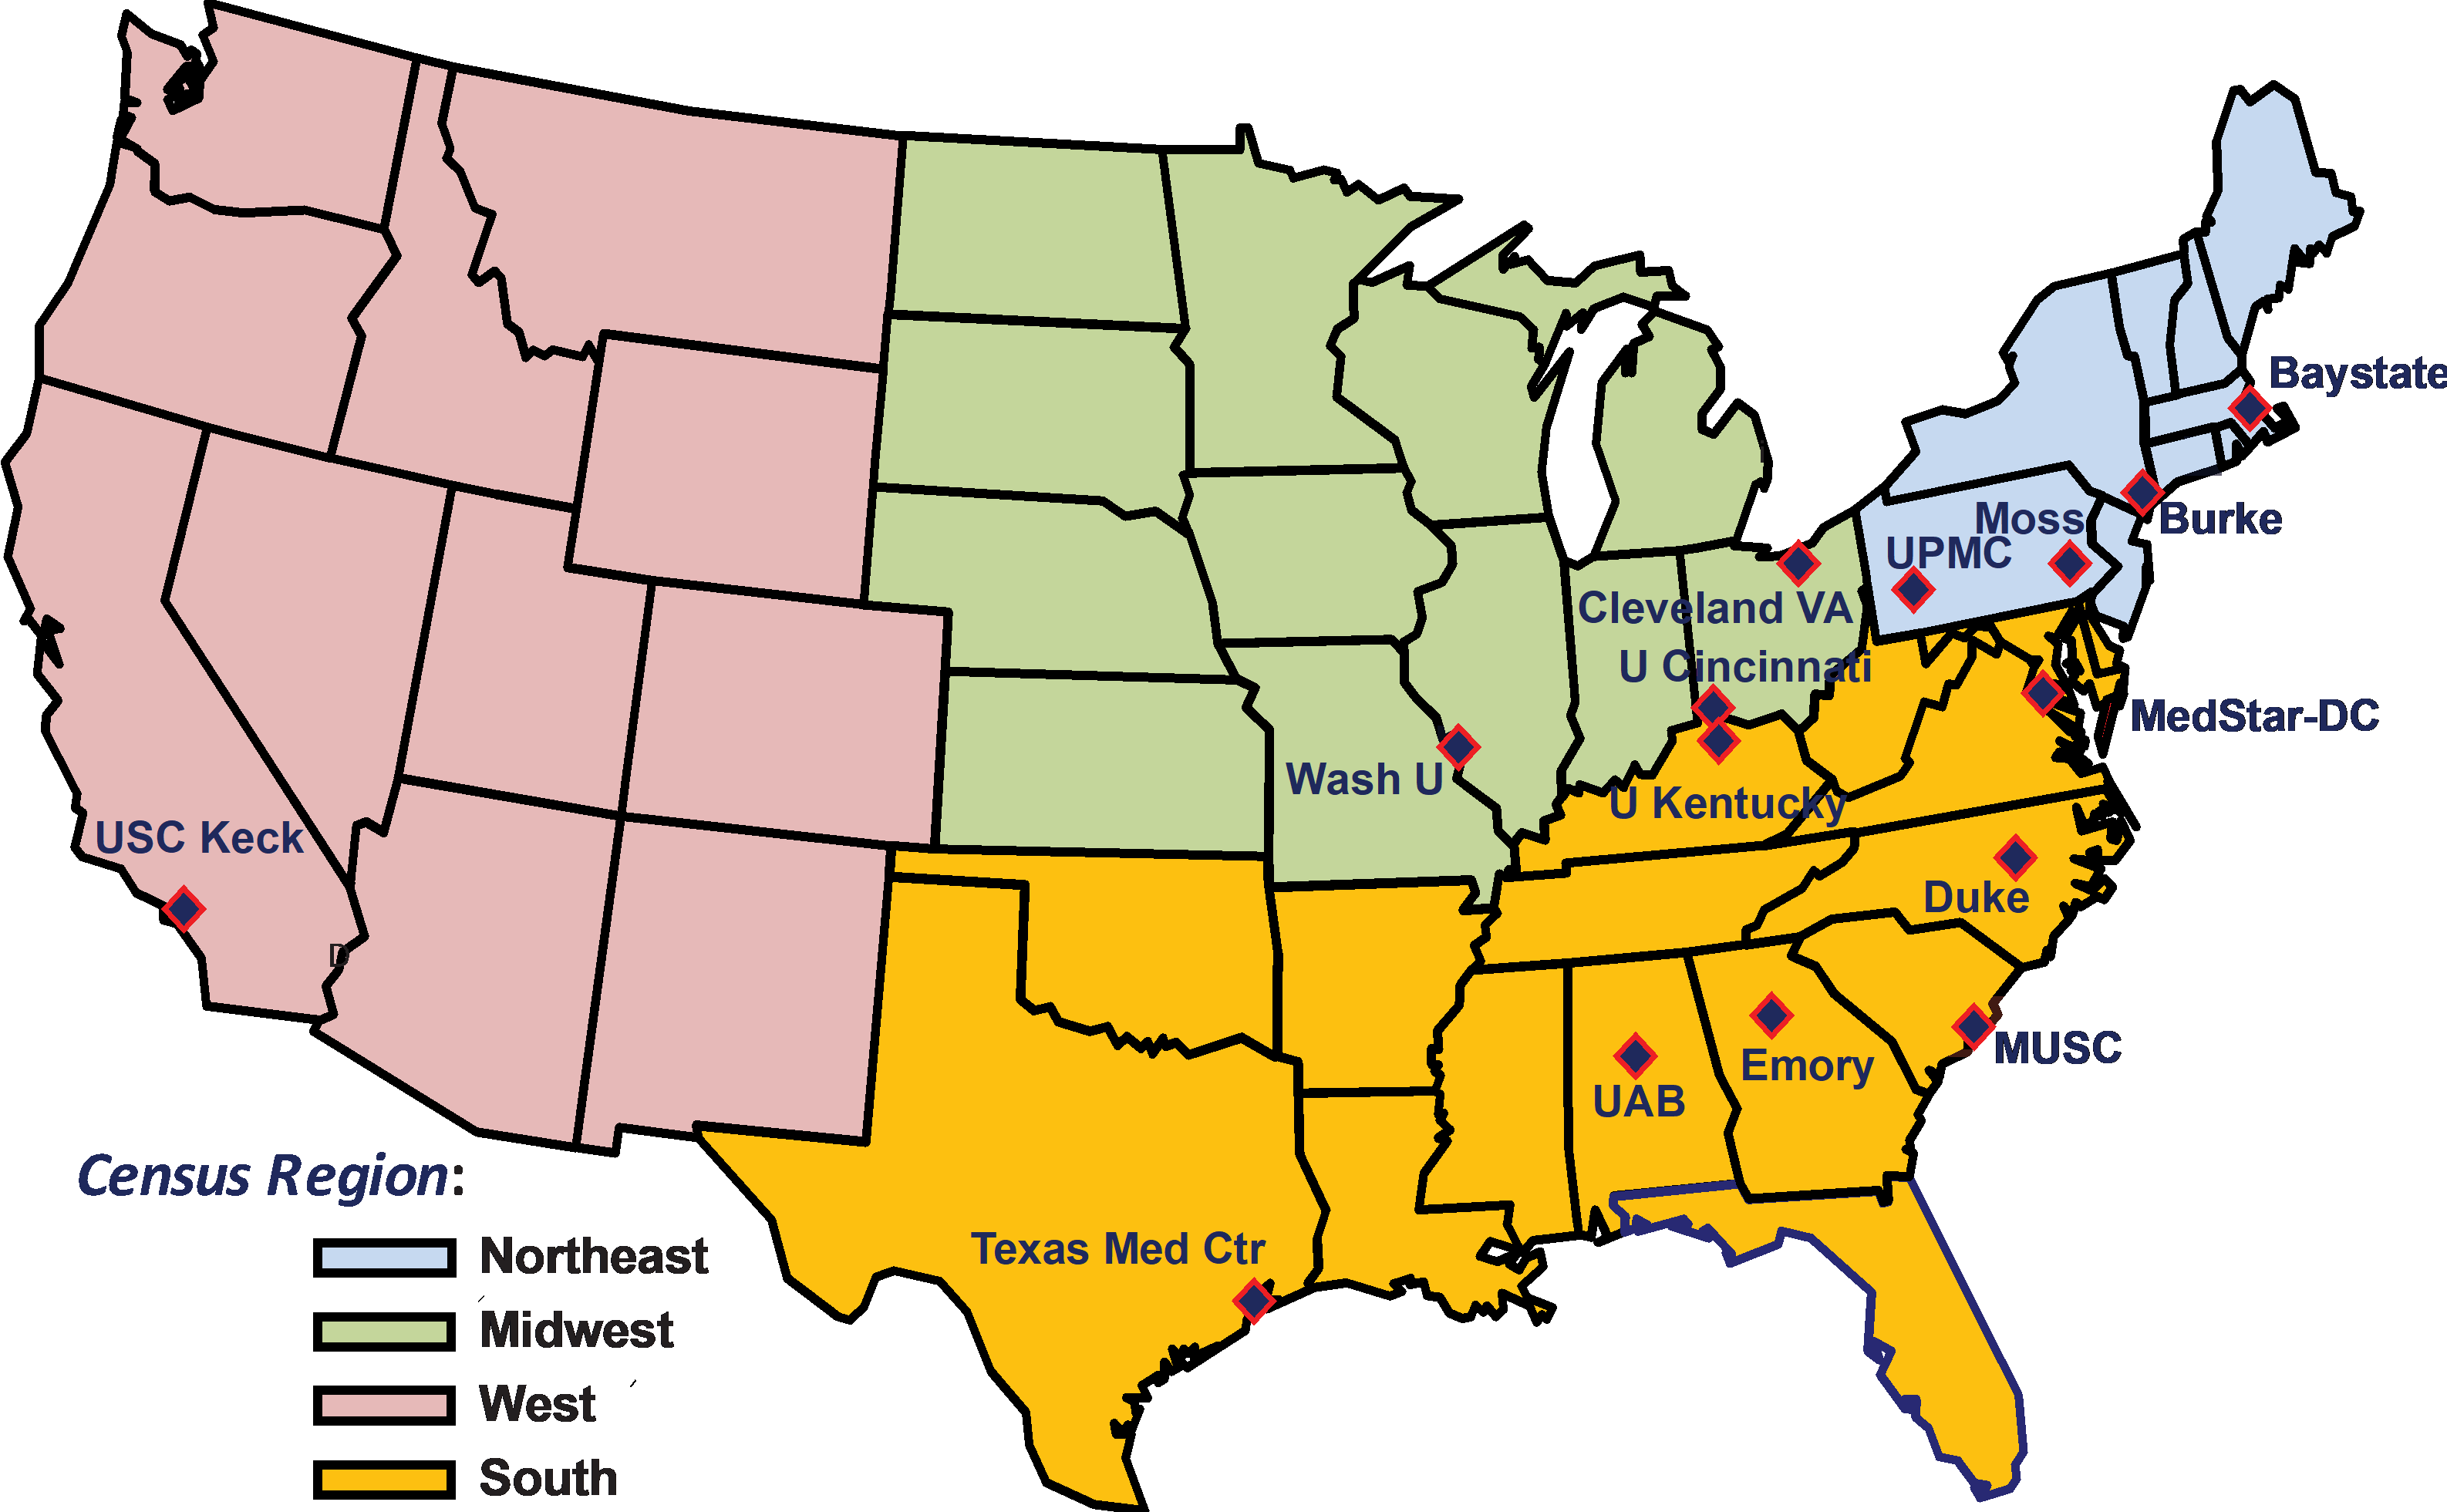 Baystate
Moss
Burke
UPMC
Cleveland VA
U Cincinnati
MedStar-DC
Wash U
U Kentucky
USC Keck
Duke
D
MUSC
Emory
UAB
Census Region:
Texas Med Ctr
Northeast
Midwest
West
South